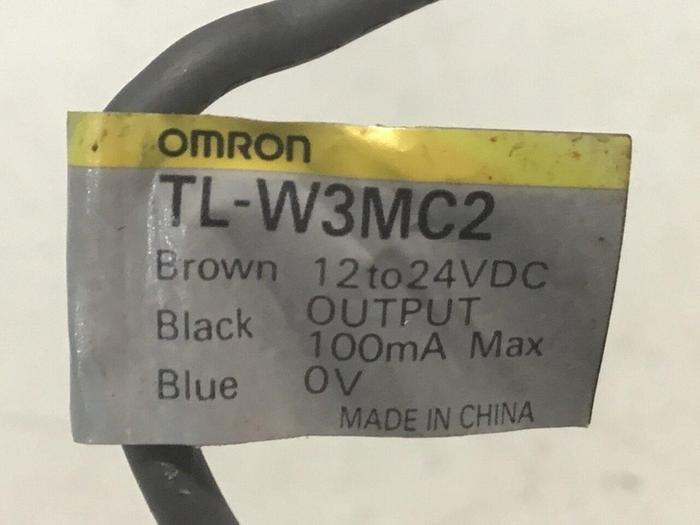 OMRON
TL-W3MC2
Brown 12to24VDC
Black OUTPUT
100mA Max
Blue 0V
MADE IN CHINA